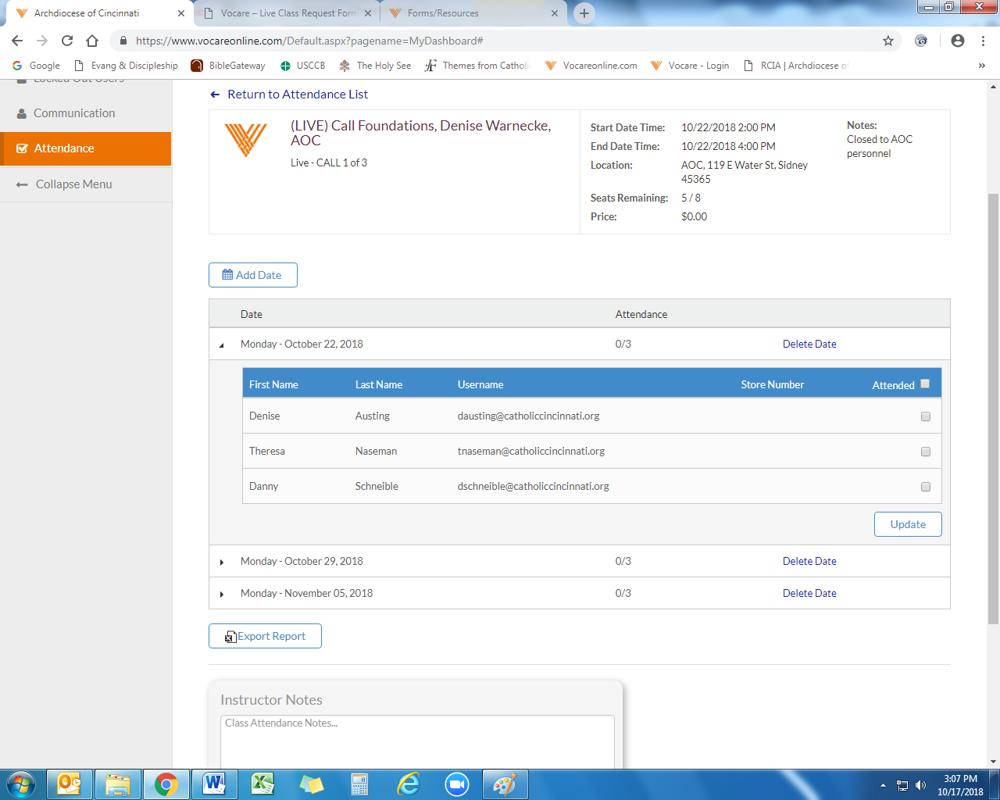 Archdiocese of Cincinnati
Vocare – Live Class Request Form
Forms/Resources
https://www.vocareonline.com/Default.aspx?pagename=MyDashboard#
Google
Evang & Discipleship
BibleGateway
USCCB
The Holy See
Themes from Catholic
Vocareonline.com
Vocare - Login
RCIA | Archdiocese of
»
Locked Out Users
Communication
Attendance
Collapse Menu
Return to Attendance List
(LIVE) Call Foundations, Denise Warnecke,
AOC
Live - CALL 1 of 3
Start Date Time: 10/22/2018 2:00 PM
End Date Time: 10/22/2018 4:00 PM
Location: AOC, 119 E Water St, Sidney
45365
Seats Remaining: 5 / 8
Price: $0.00
Notes:
Closed to AOC
personnel
Add Date
Date Attendance
Monday - October 22, 2018 0/3 Delete Date
First Name Last Name Username Store Number Attended
Denise Austing dausting@catholiccincinnati.org
Theresa Naseman tnaseman@catholiccincinnati.org
Danny Schneible dschneible@catholiccincinnati.org
Update
Monday - October 29, 2018 0/3 Delete Date
Monday - November 05, 2018 0/3 Delete Date
Export Report
Instructor Notes
Class Attendance Notes...
3:07 PM
10/17/2018